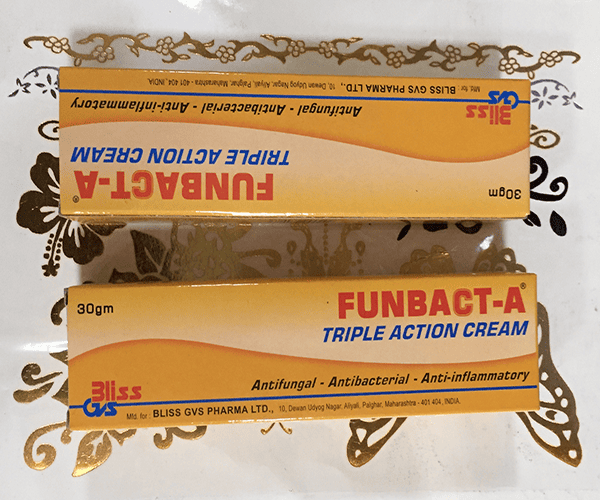 Mfd. for : BLISS GVS PHARMA LTD., 10, Dewan Udyog Nagar, Aliyali, Palghar, Maharashtra - 401 404, INDIA.
Bliss
GVS
Antifungal - Antibacterial - Anti-inflammatory
TRIPLE ACTION CREAM
FUNBACT-A®
30gm
30gm
FUNBACT-A®
TRIPLE ACTION CREAM
Antifungal - Antibacterial - Anti-inflammatory
Bliss
GVS
Mfd. for : BLISS GVS PHARMA LTD., 10, Dewan Udyog Nagar, Aliyali, Palghar, Maharashtra - 401 404, INDIA.